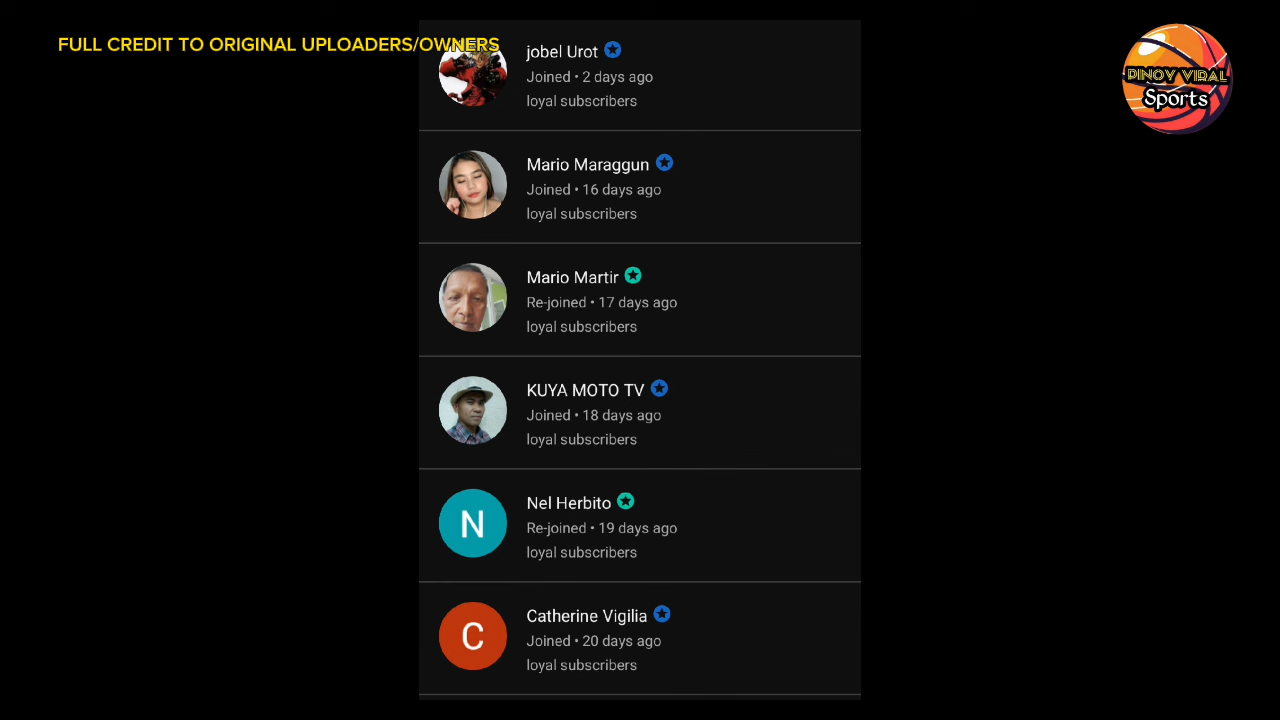 FULL CREDIT TO ORIGINAL UPLOADERS/OWNERS
PINOY VIRAL
Sports
jobel Urot
Joined • 2 days ago
loyal subscribers
Mario Maraggun
Joined • 16 days ago
loyal subscribers
Mario Martir
Re-joined • 17 days ago
loyal subscribers
KUYA MOTO TV
Joined • 18 days ago
loyal subscribers
N
Nel Herbito
Re-joined • 19 days ago
loyal subscribers
C
Catherine Vigilia
Joined • 20 days ago
loyal subscribers